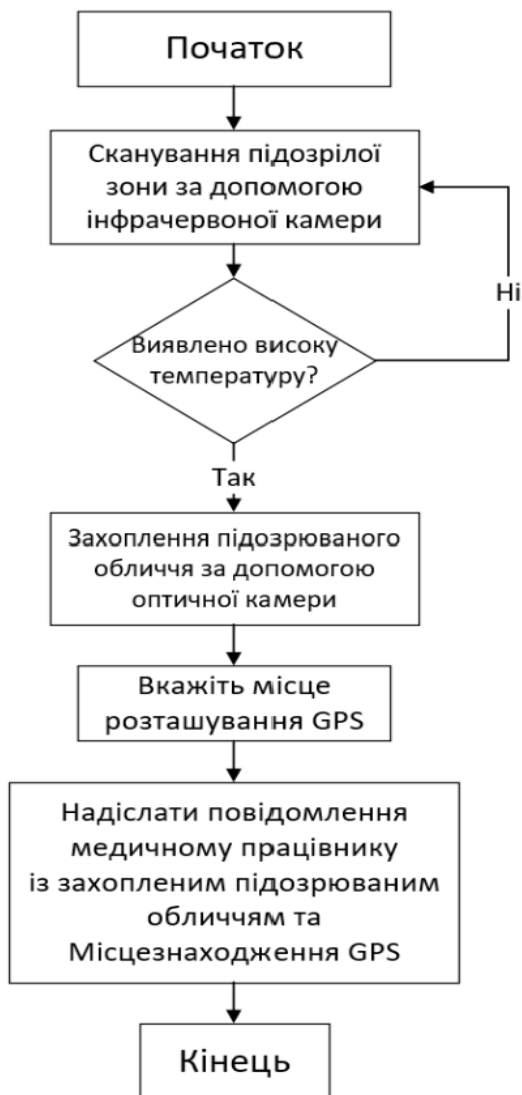 Початок
Сканування підозрілої
зони за допомогою
інфрачервоної камери
Ні
Виявлено високу
температуру?
Так
Захоплення підозрюваного
обличчя за допомогою
оптичної камери
Вкажіть місце
розташування GPS
Надіслати повідомлення
медичному працівнику
із захопленим підозрюваним
обличчям та
Місцезнаходження GPS
Кінець